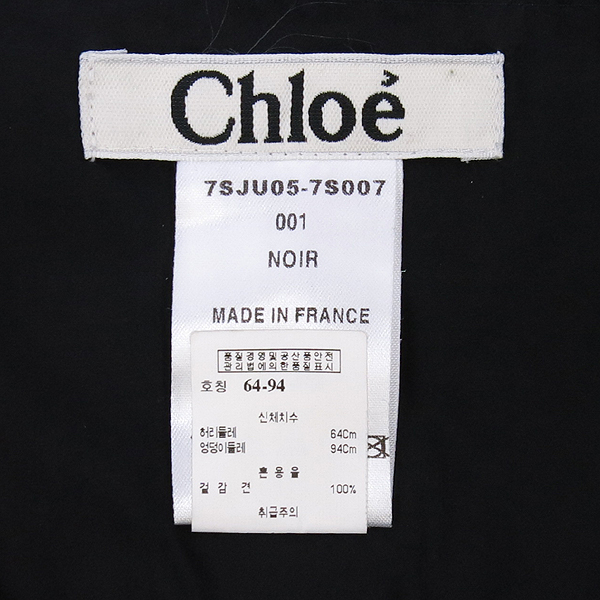 Chloé
7SJU05-7S007
001
NOIR
MADE IN FRANCE
품질경영및공산품안전
관리법에의한품질표시
호칭 64-94
신체치수
허리둘레 64Cm
엉덩이둘레 94Cm
혼용율
겉감 견 100%
취급주의